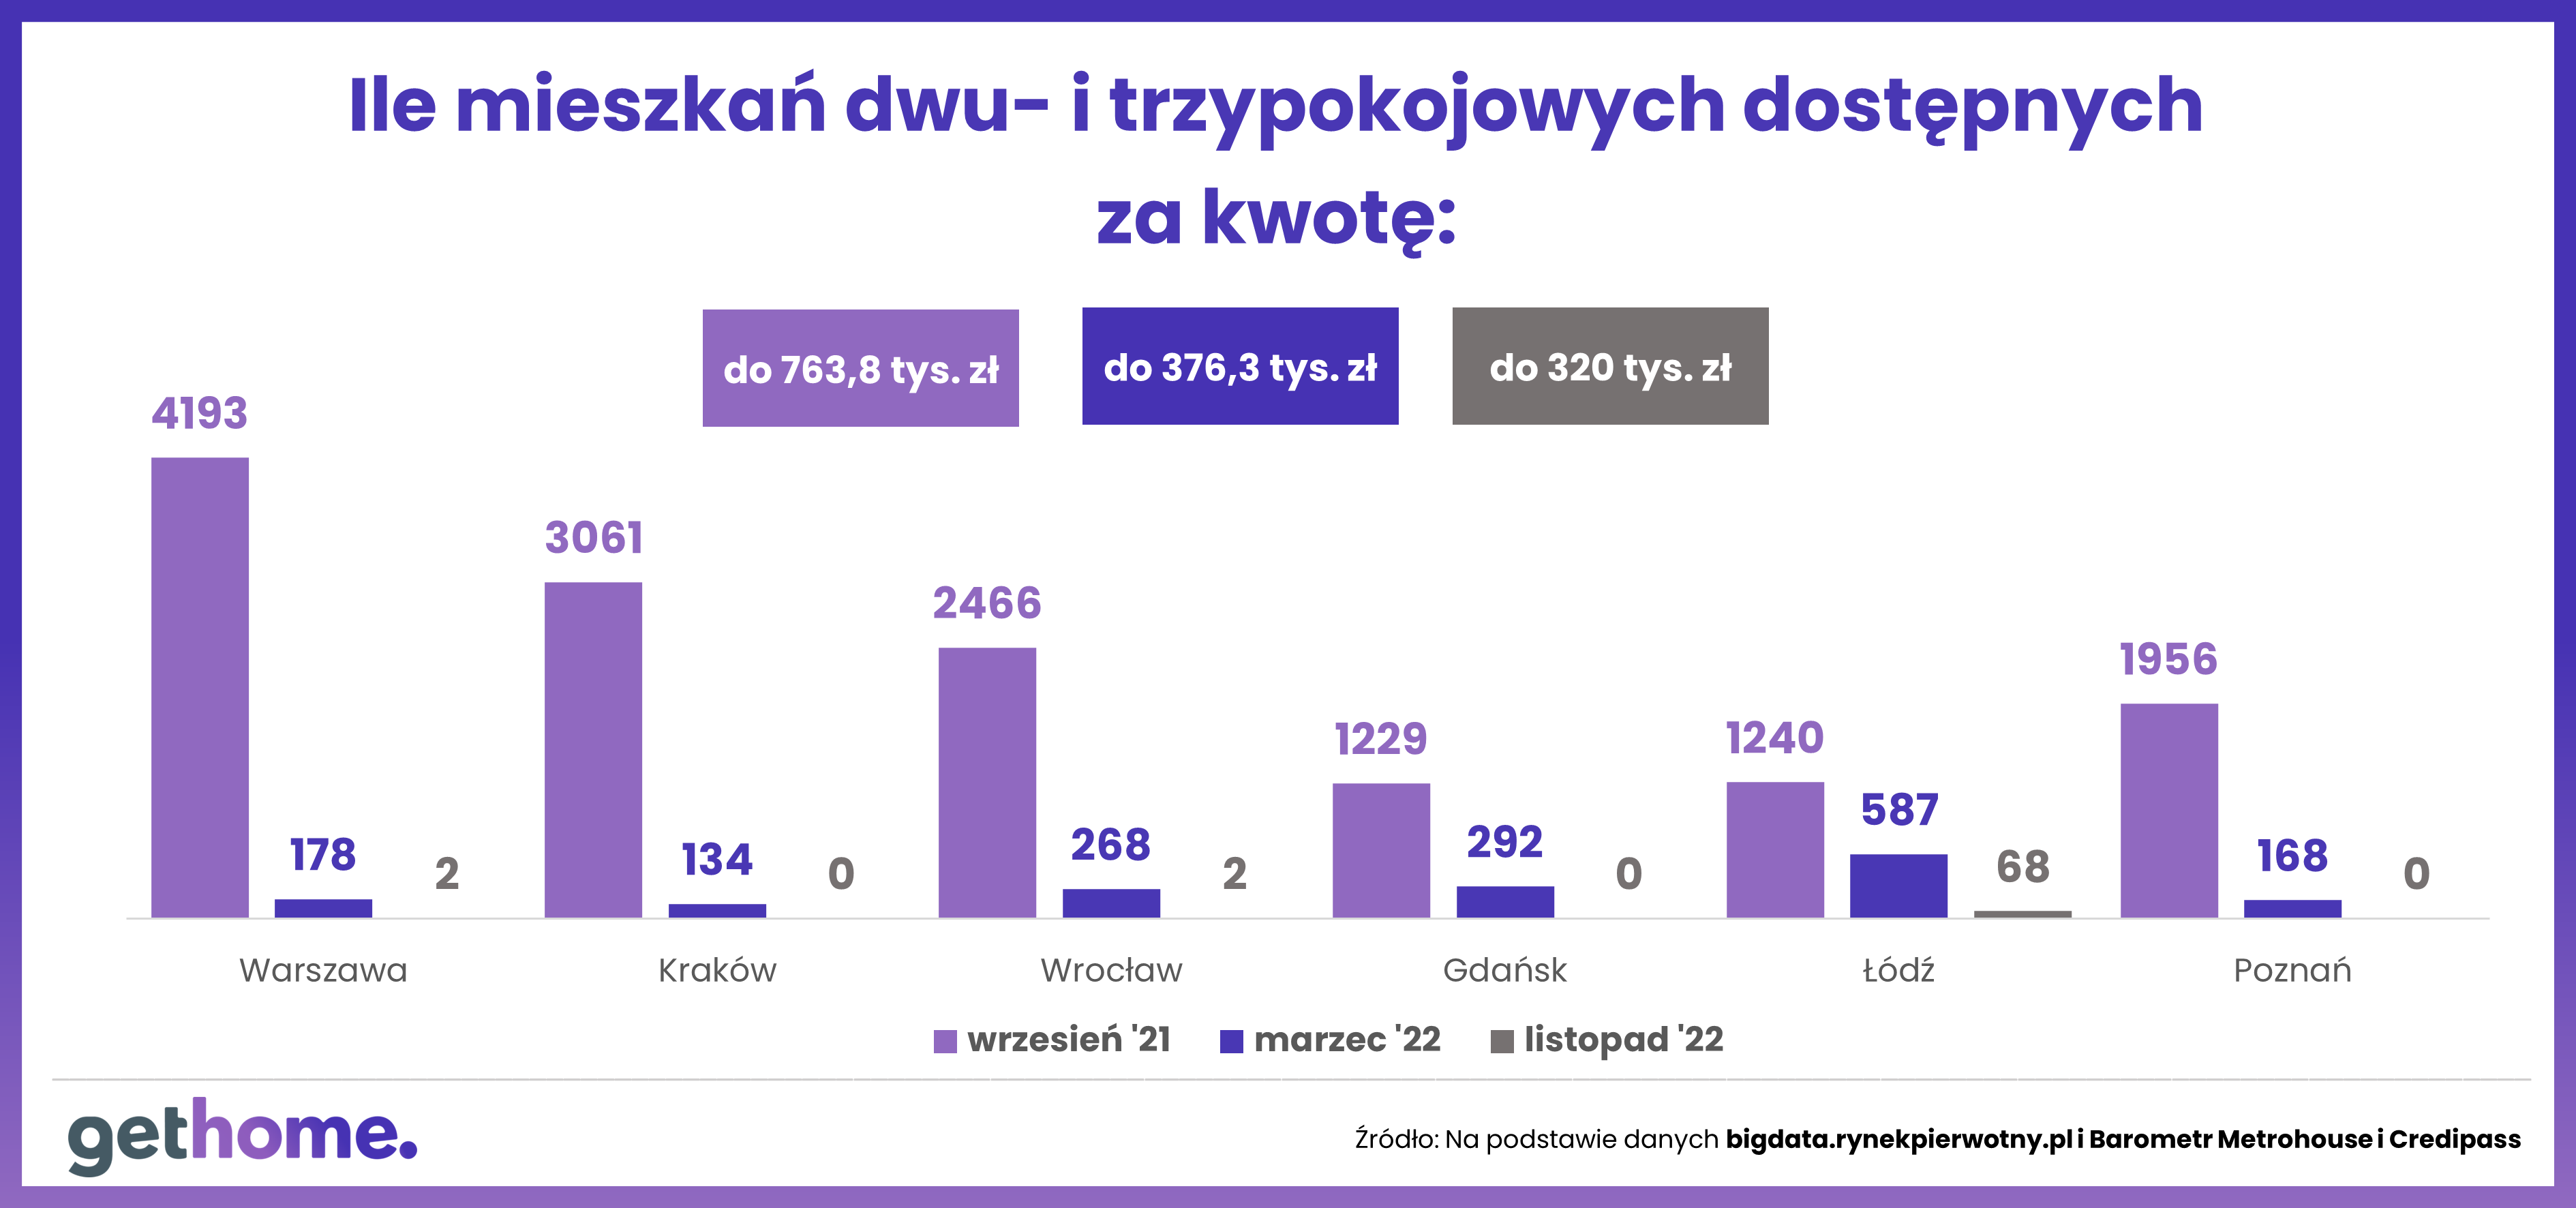 Ile mieszkań dwu- i trzypokojowych dostępnych
za kwotę:
do 763,8 tys. zł
do 376,3 tys. zł
do 320 tys. zł
4193
178
2
3061
134
0
2466
268
2
1229
292
0
1240
587
68
1956
168
0
Warszawa
Kraków
Wrocław
Gdańsk
Łódź
Poznań
wrzesień '21
marzec '22
listopad '22
gethome.
Źródło: Na podstawie danych bigdata.rynekpierwotny.pl i Barometr Metrohouse i Credipass